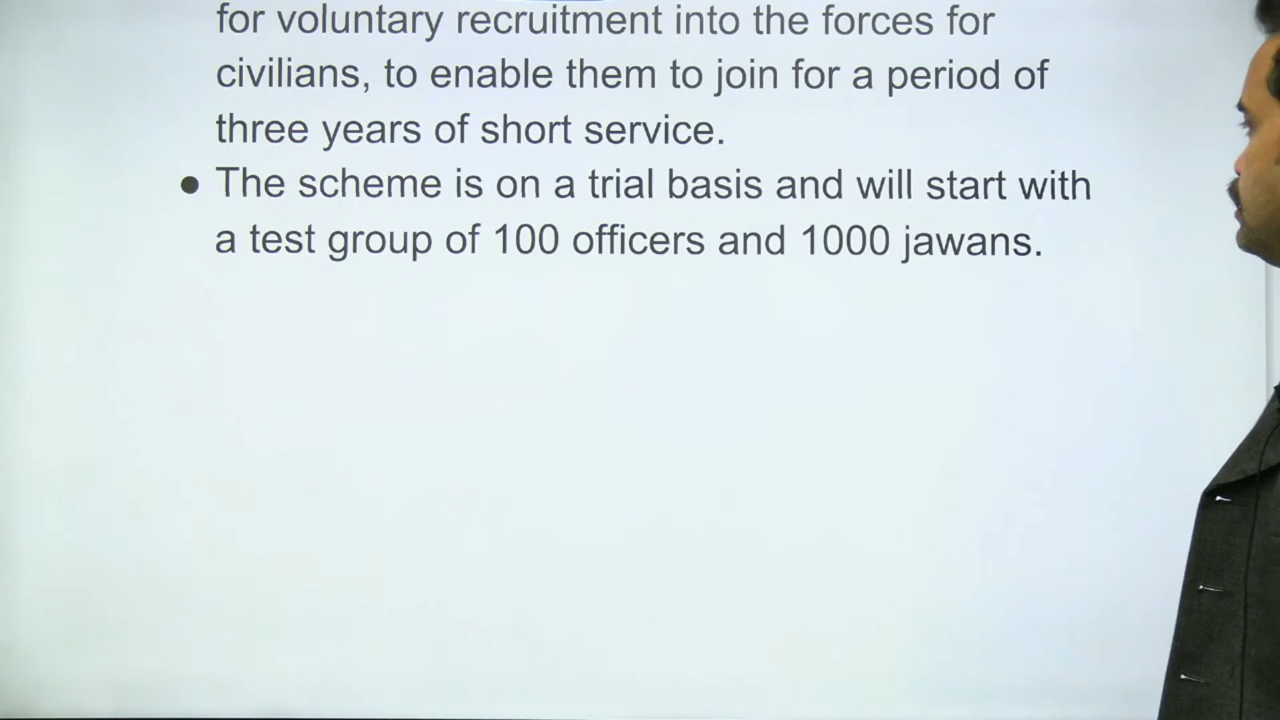 for voluntary recruitment into the forces for
civilians, to enable them to join for a period of
three years of short service.
● The scheme is on a trial basis and will start with
a test group of 100 officers and 1000 jawans.